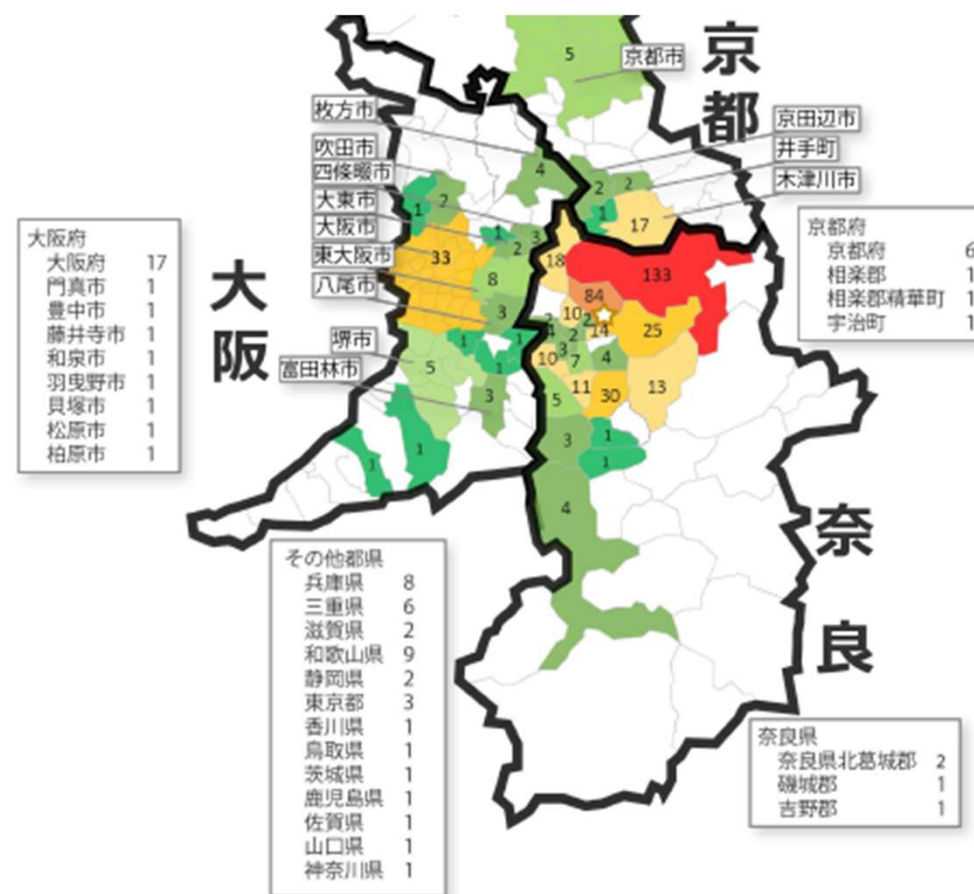 京都
5
京都市
枚方市
京田辺市
吹田市
井手町
四條畷市
4
木津川市
大東市
2
2
2
1
1
17
大阪市
1
3
2
東大阪市
33
18
133
八尾市
8
84
3
10
2
2
14
25
4
2
堺市
1
1
10
3
7
4
5
1
富田林市
11
30
13
3
5
1
3
1
1
1
4
大阪
奈良
大阪府
大阪府 17
門真市 1
豊中市 1
藤井寺市 1
和泉市 1
羽曳野市 1
貝塚市 1
松原市 1
柏原市 1
京都府
京都府 6
相楽郡 1
相楽郡精華町 1
宇治町 1
その他都県
兵庫県 8
三重県 6
滋賀県 2
和歌山県 9
静岡県 2
東京都 3
香川県 1
鳥取県 1
茨城県 1
鹿児島県 1
佐賀県 1
山口県 1
神奈川県 1
奈良県
奈良県北葛城郡 2
磯城郡 1
吉野郡 1